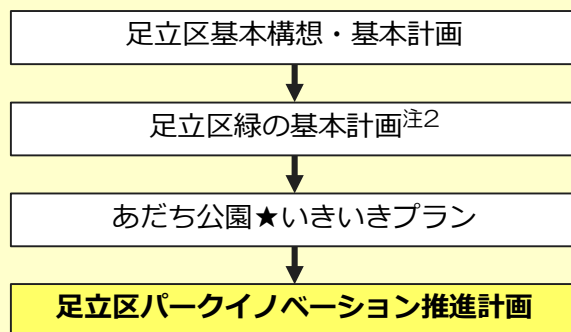 足立区基本構想・基本計画
足立区緑の基本計画注2
あだち公園★いきいきプラン
足立区パークイノベーション推進計画